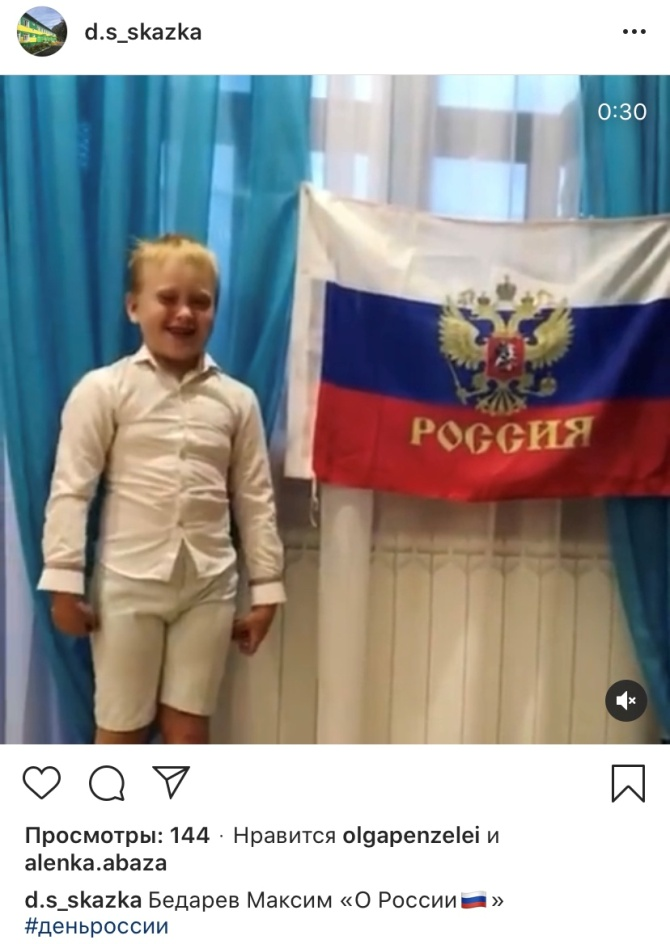 d.s_skazka
0:30
РОССИЯ
Просмотры: 144 · Нравится olgapenzelei и
alenka.abaza
d.s_skazka Бедарев Максим «О России🇷🇺»
#деньроссии